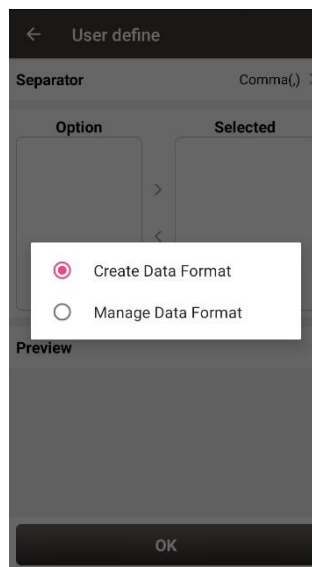 User define
Separator Comma(,)
Option Selected
>
<
Create Data Format
Manage Data Format
Preview
OK